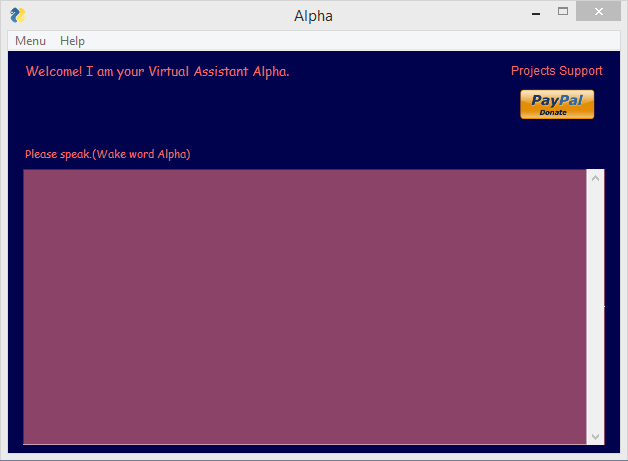 Alpha
Menu Help
Welcome! I am your Virtual Assistant Alpha.
Projects Support
PayPal
Donate
Please speak.(Wake word Alpha)